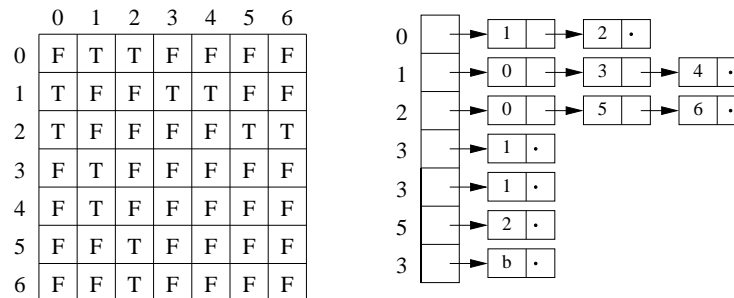 0 1 2 3 4 5 6
0 F T T F F F F
1 T F F T T F F
2 T F F F F T T
3 F T F F F F F
4 F T F F F F F
5 F F T F F F F
6 F F T F F F F
0 1 2
1 0 3 4
2 0 5 6
3 1
3 1
5 2
3 b